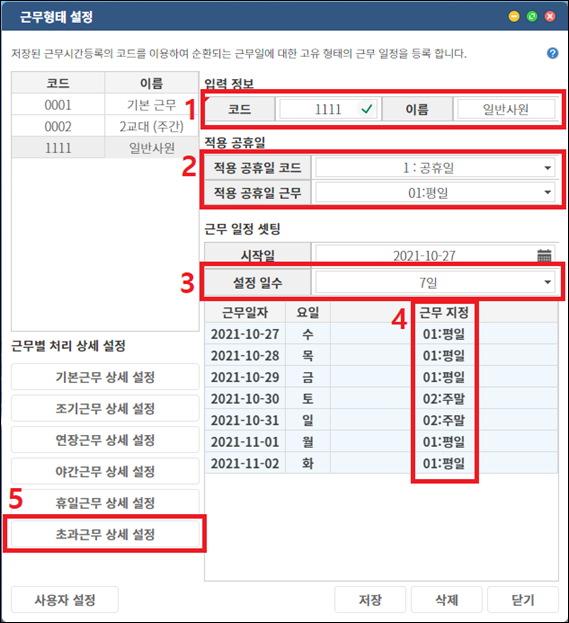 근무형태 설정
저장된 근무시간등록의 코드를 이용하여 순환되는 근무일에 대한 고유 형태의 근무 일정을 등록 합니다.
?
코드 이름
0001 기본 근무
0002 2교대 (주간)
1111 일반사원
입력 정보
1
코드 1111 이름 일반사원
적용 공휴일
2
적용 공휴일 코드 1 : 공휴일
적용 공휴일 근무 01:평일
근무 일정 셋팅
시작일 2021-10-27
3
설정 일수 7일
4
근무일자 요일 근무 지정
2021-10-27 수 01:평일
2021-10-28 목 01:평일
2021-10-29 금 01:평일
2021-10-30 토 02:주말
2021-10-31 일 02:주말
2021-11-01 월 01:평일
2021-11-02 화 01:평일
근무별 처리 상세 설정
기본근무 상세 설정
조기근무 상세 설정
연장근무 상세 설정
야간근무 상세 설정
휴일근무 상세 설정
5
초과근무 상세 설정
사용자 설정 저장 삭제 닫기